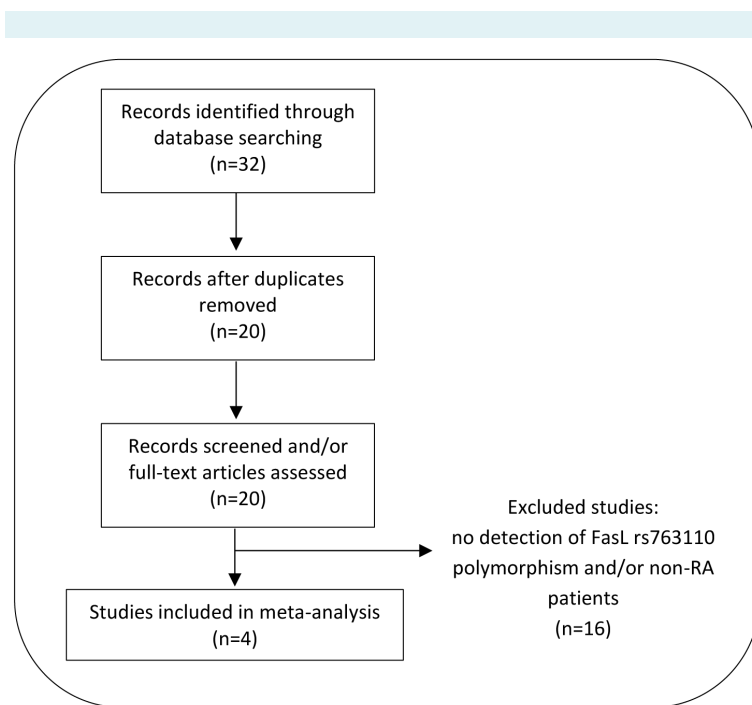 Records identified through
database searching
(n=32)
Records after duplicates
removed
(n=20)
Records screened and/or
full-text articles assessed
(n=20)
Excluded studies:
no detection of FasL rs763110
polymorphism and/or non-RA
patients
(n=16)
Studies included in meta-analysis
(n=4)